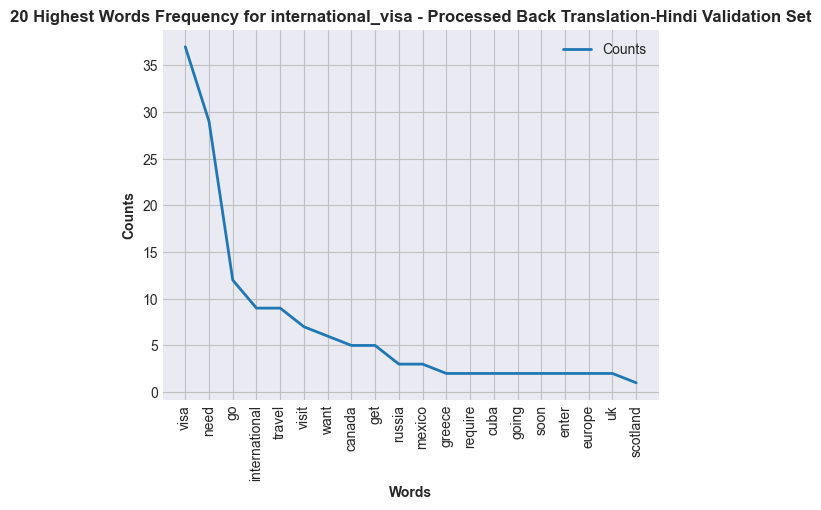 20 Highest Words Frequency for international_visa - Processed Back Translation-Hindi Validation Set
Counts
35
30
25
20
15
10
5
0
Counts
visa
need
go
international
travel
visit
want
canada
get
russia
mexico
greece
require
cuba
going
soon
enter
europe
uk
scotland
Words